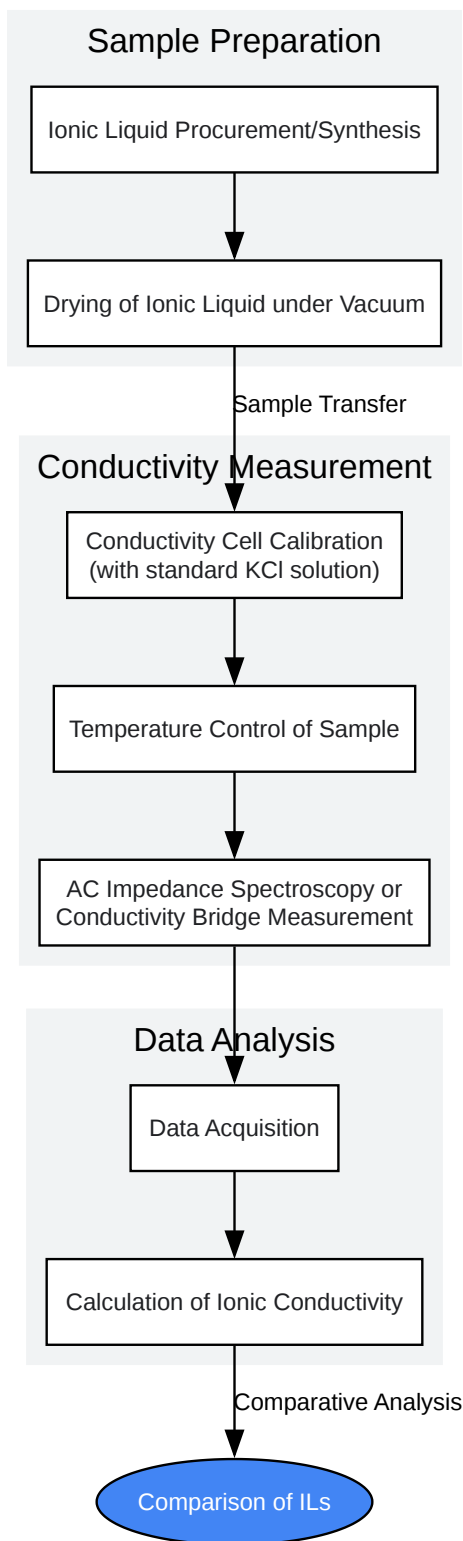 Sample Preparation
Ionic Liquid Procurement/Synthesis
Drying of Ionic Liquid under Vacuum
Sample Transfer
Conductivity Measurement
Conductivity Cell Calibration
(with standard KCl solution)
Temperature Control of Sample
AC Impedance Spectroscopy or
Conductivity Bridge Measurement
Data Analysis
Data Acquisition
Calculation of Ionic Conductivity
Comparative Analysis
Comparison of ILs